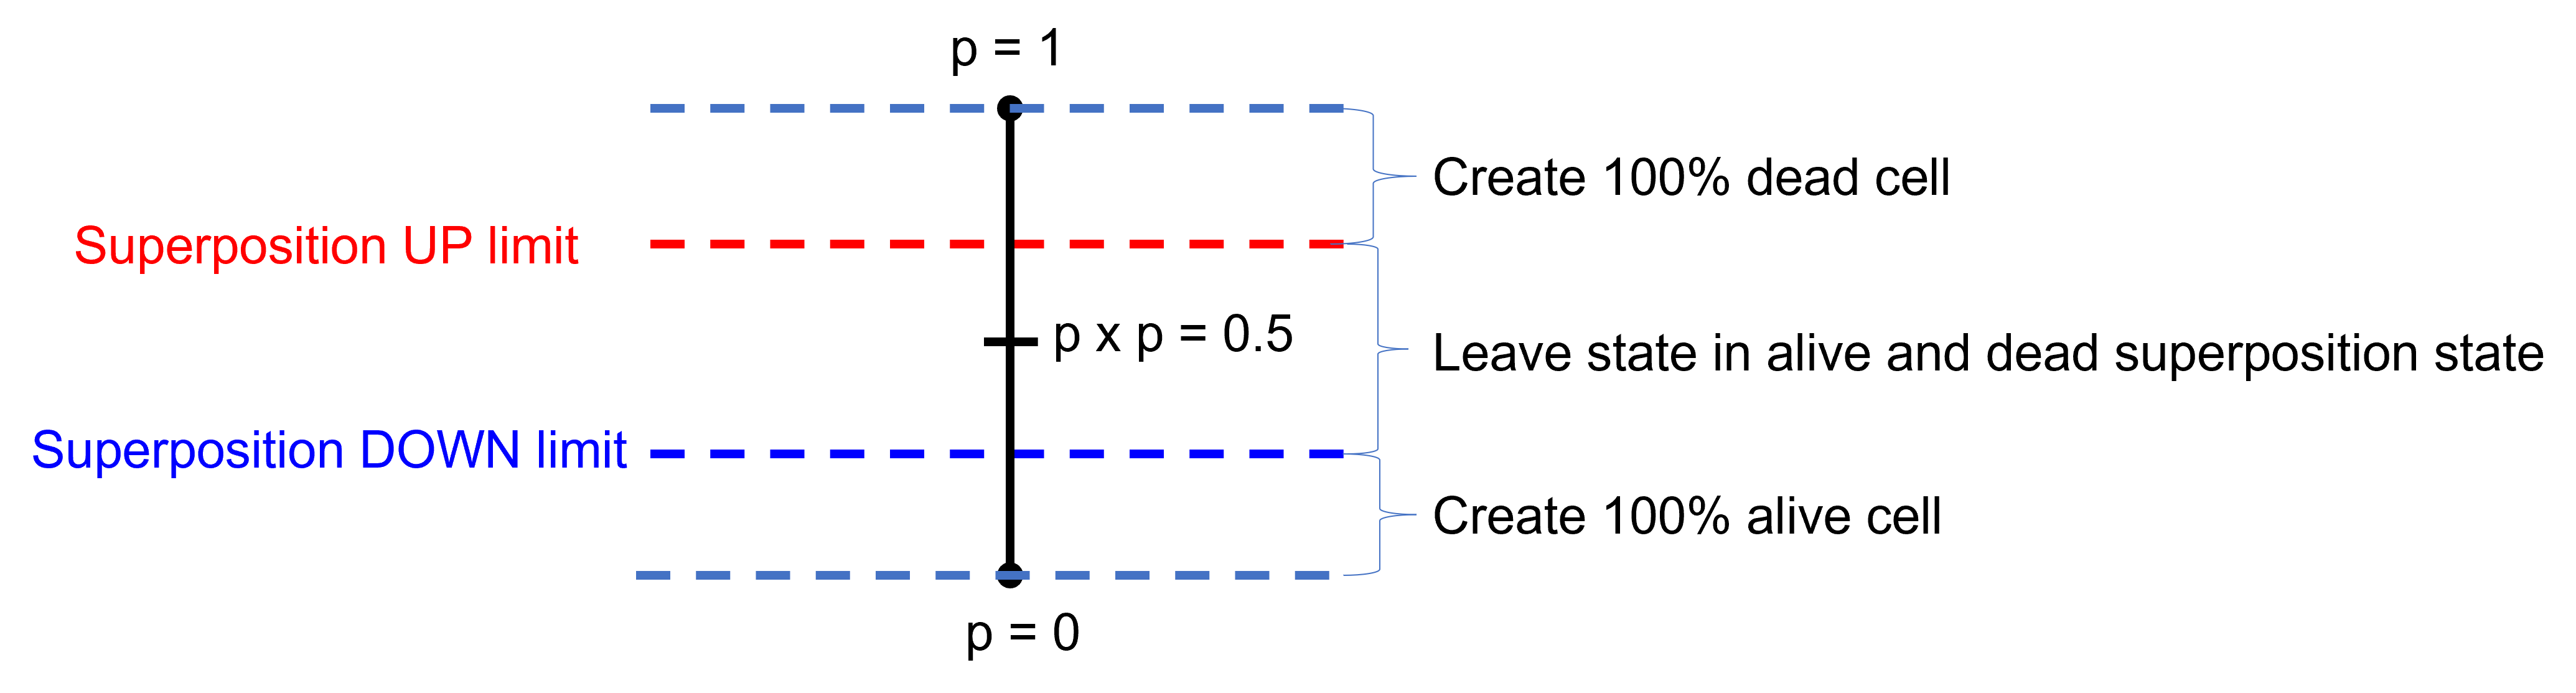 p = 1
Create 100% dead cell
Superposition UP limit
p x p = 0.5
Leave state in alive and dead superposition state
Superposition DOWN limit
Create 100% alive cell
p = 0